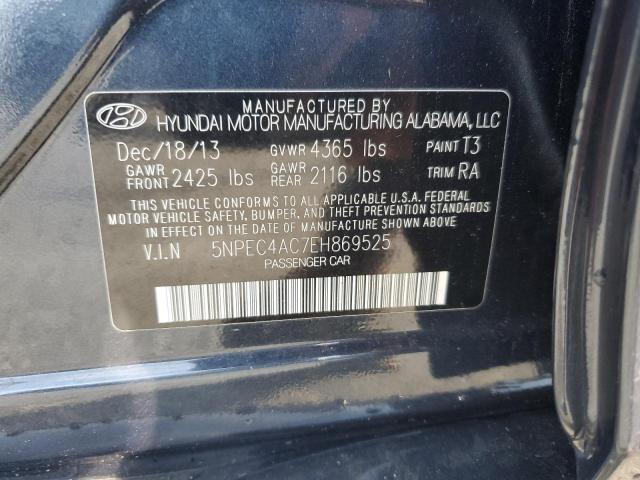 MANUFACTURED BY
HYUNDAI MOTOR MANUFACTURING ALABAMA, LLC
Dec/18/13 GVWR 4365 lbs PAINT T3
GAWR FRONT 2425 lbs GAWR REAR 2116 lbs TRIM RA
THIS VEHICLE CONFORMS TO ALL APPLICABLE U.S.A. FEDERAL
MOTOR VEHICLE SAFETY, BUMPER, AND THEFT PREVENTION STANDARDS
IN EFFECT ON THE DATE OF MANUFACTURE SHOWN ABOVE.
V.I.N 5NPEC4AC7EH869525
PASSENGER CAR